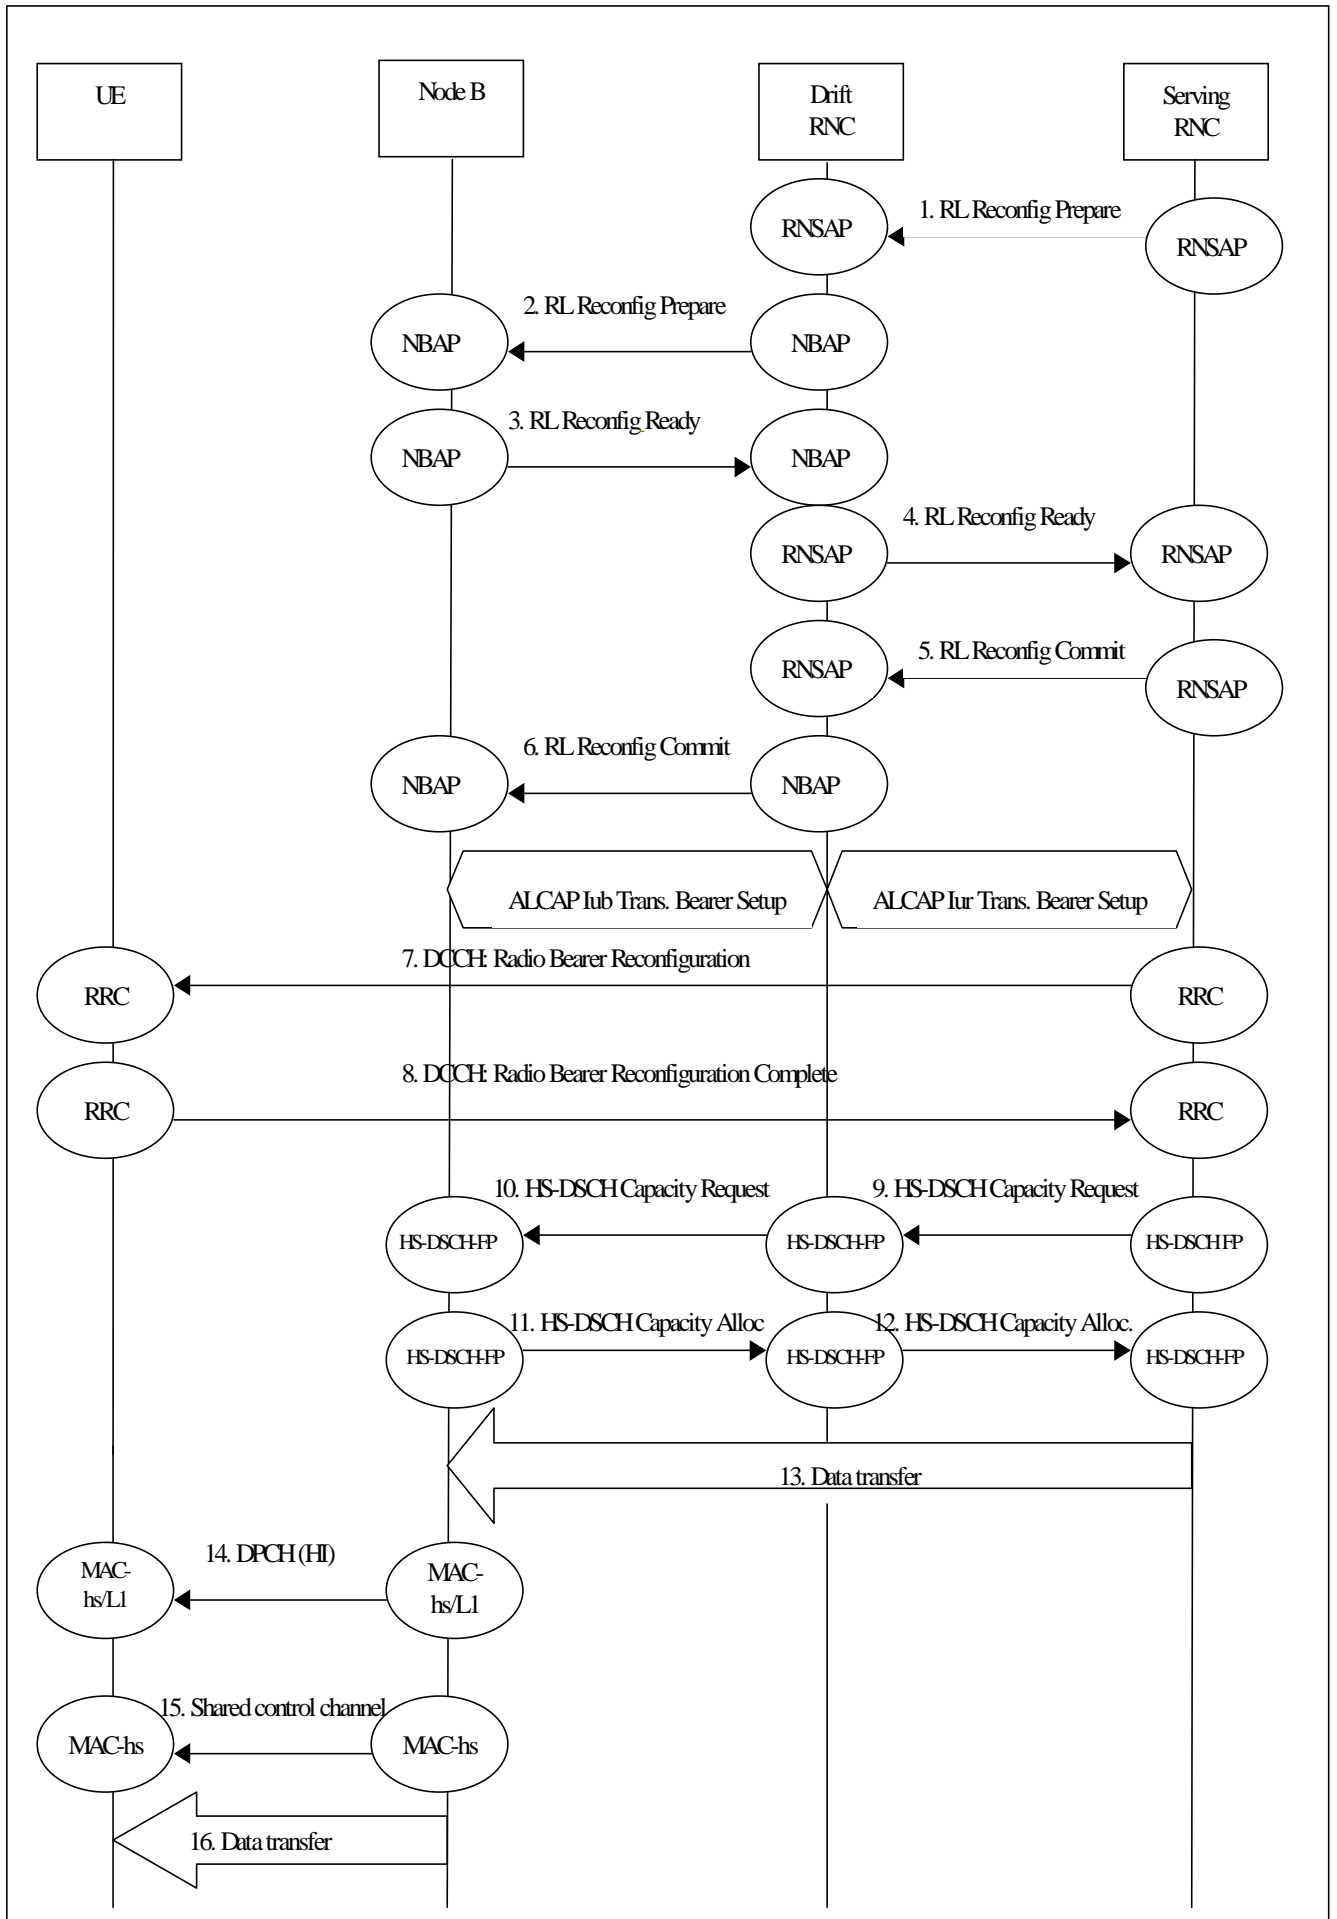 UE
Node B
Drift
RNC
Serving
RNC
1. RL Reconfig Prepare
RNSAP
RNSAP
2. RL Reconfig Prepare
NBAP
NBAP
3. RL Reconfig Ready
NBAP
NBAP
4. RL Reconfig Ready
RNSAP
RNSAP
5. RL Reconfig Commit
RNSAP
RNSAP
6. RL Reconfig Commit
NBAP
NBAP
ALCAP Iub Trans. Bearer Setup
ALCAP Iur Trans. Bearer Setup
7. DCCH: Radio Bearer Reconfiguration
RRC
RRC
8. DCCH: Radio Bearer Reconfiguration Complete
RRC
RRC
10. HS-DSCH Capacity Request
9. HS-DSCH Capacity Request
HS-DSCH-FP
HS-DSCH-FP
HS-DSCH FP
11. HS-DSCH Capacity Alloc
12. HS-DSCH Capacity Alloc.
HS-DSCH-FP
HS-DSCH-FP
HS-DSCH-FP
13. Data transfer
14. DPCH (HI)
MAC-
hs/L1
MAC-
hs/L1
15. Shared control channel
MAC-hs
MAC-hs
16. Data transfer